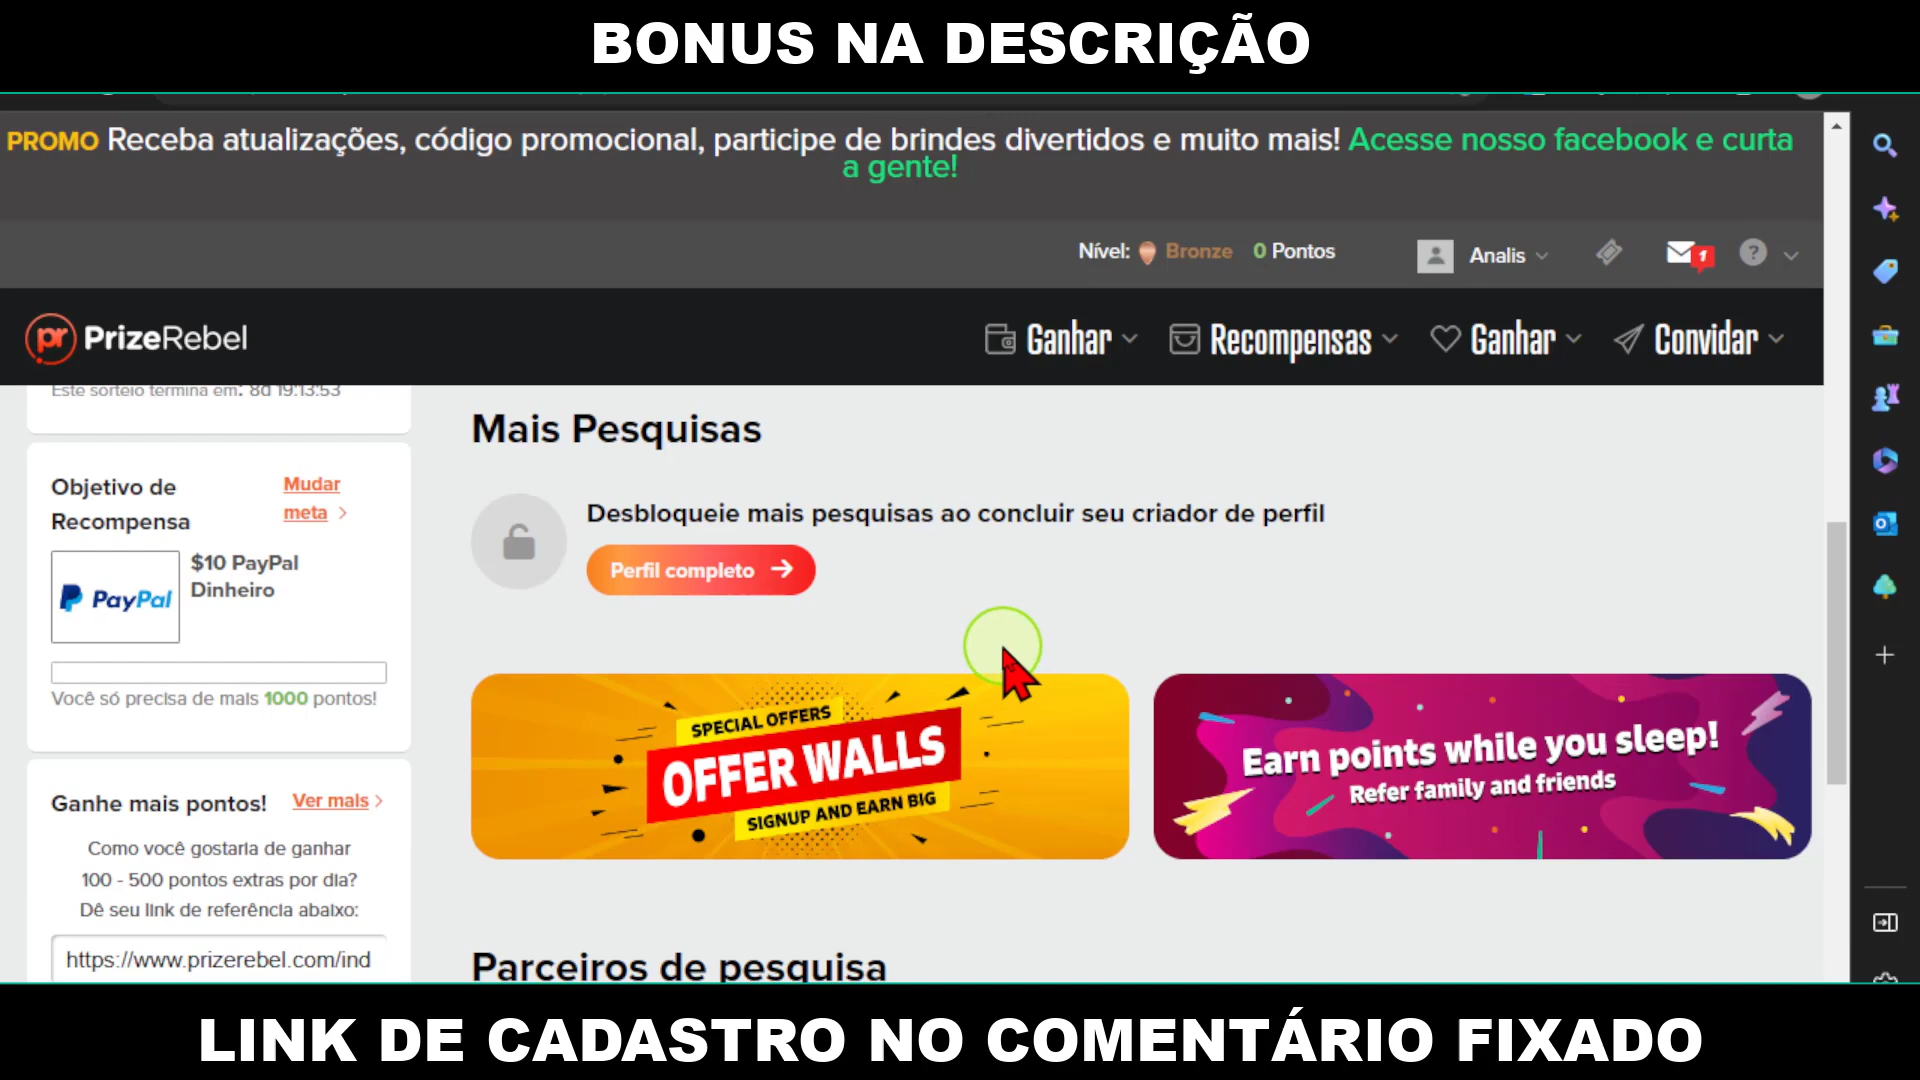 BONUS NA DESCRIÇÃO
PROMO Receba atualizações, código promocional, participe de brindes divertidos e muito mais! Acesse nosso facebook e curta
a gente!
Nível: Bronze 0 Pontos
Analis
1
?
pr PrizeRebel
Ganhar
Recompensas
Ganhar
Convidar
Este sorteio termina em: 8d 19:13:53
Objetivo de
Recompensa
Mudar
meta
PayPal
$10 PayPal
Dinheiro
Você só precisa de mais 1000 pontos!
Ganhe mais pontos!
Ver mais
Como você gostaria de ganhar
100 - 500 pontos extras por dia?
Dê seu link de referência abaixo:
https://www.prizerebel.com/ind
Mais Pesquisas
Desbloqueie mais pesquisas ao concluir seu criador de perfil
Perfil completo
SPECIAL OFFERS
OFFER WALLS
SIGNUP AND EARN BIG
Earn points while you sleep!
Refer family and friends
Parceiros de pesquisa
LINK DE CADASTRO NO COMENTÁRIO FIXADO